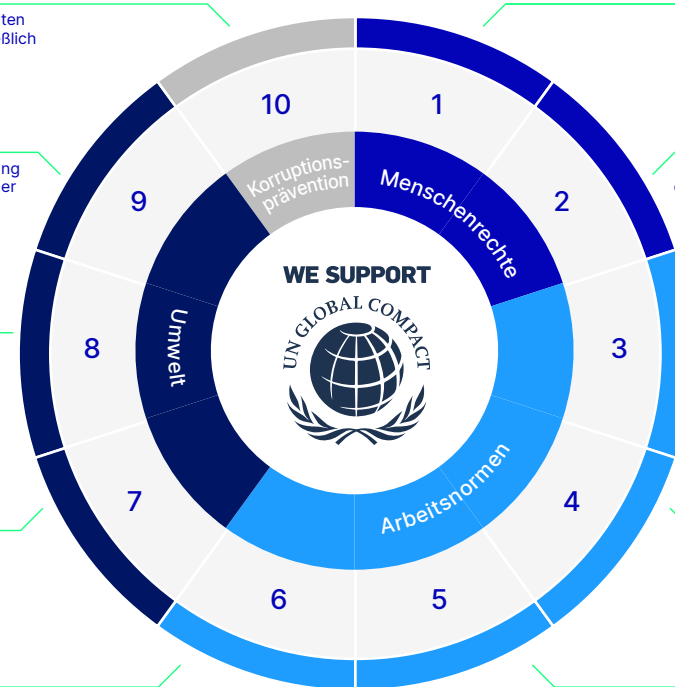 ten
ßlich
ng
er
10
1
9
2
8
3
7
4
6
5
Korruptions-
prävention
Menschenrechte
Umwelt
Arbeitsnormen
WE SUPPORT
UN GLOBAL COMPACT